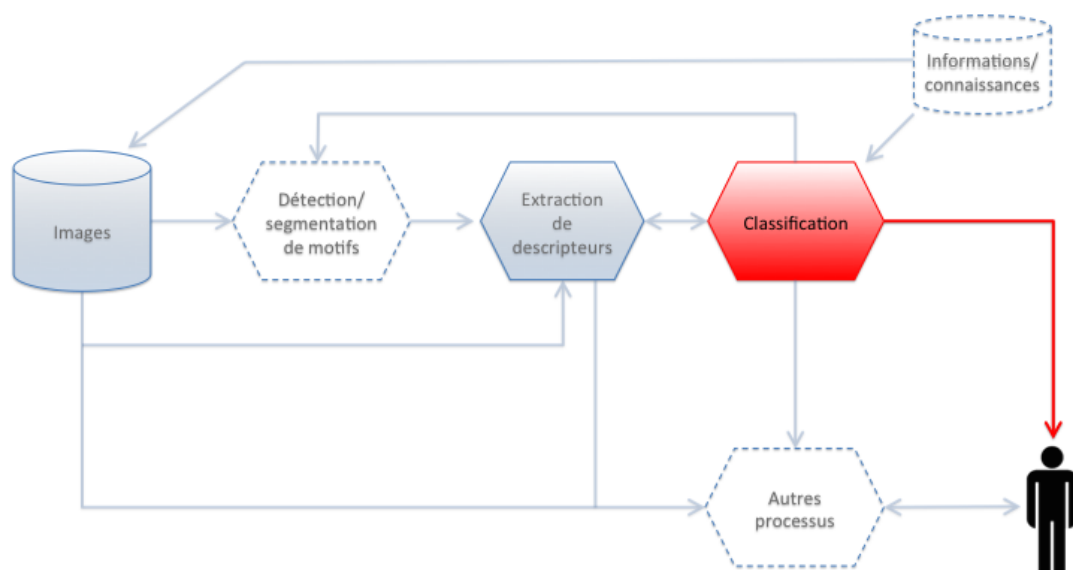 Informations/
connaissances
Images
Détection/
segmentation
de motifs
Extraction
de
descripteurs
Classification
Autres
processus